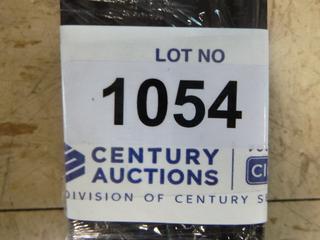 LOT NO
1054
CENTURY
AUCTIONS
DIVISION OF CENTURY